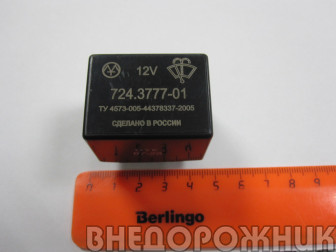 12V
724.3777-01
ТУ 4573-005-44378337-2005
СДЕЛАНО В РОССИИ
0 1 2 3 4 5 6 7 8 9
Berlingo
ВНЕДОРОЖНИК